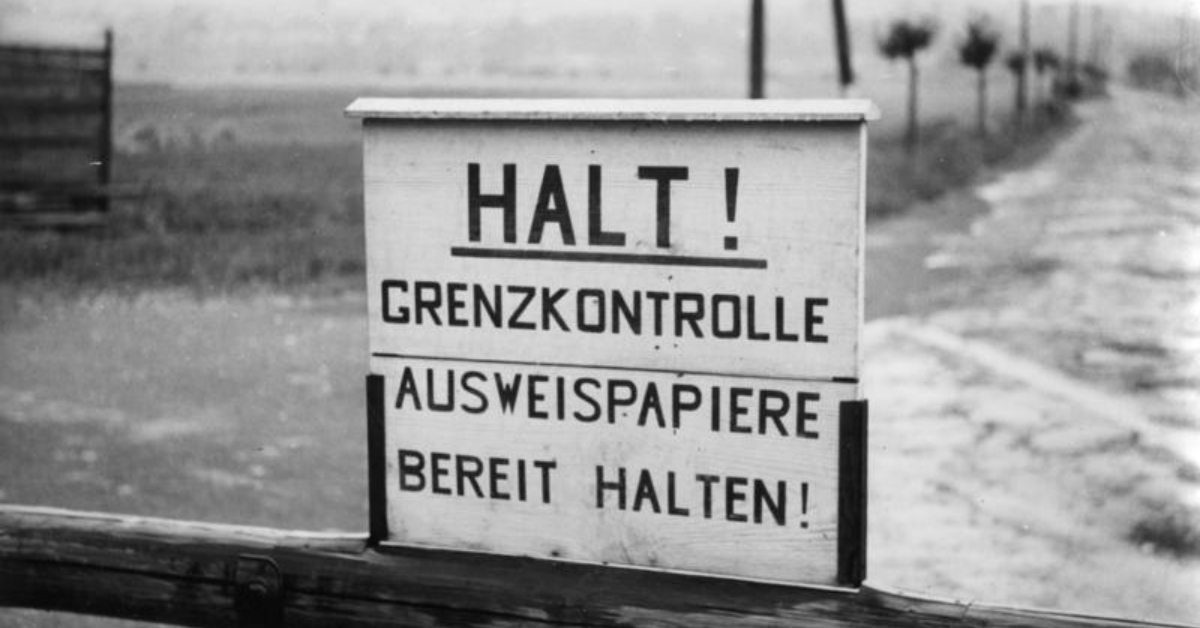 HALT!
GRENZKONTROLLE
AUSWEISPAPIERE
BEREIT HALTEN!